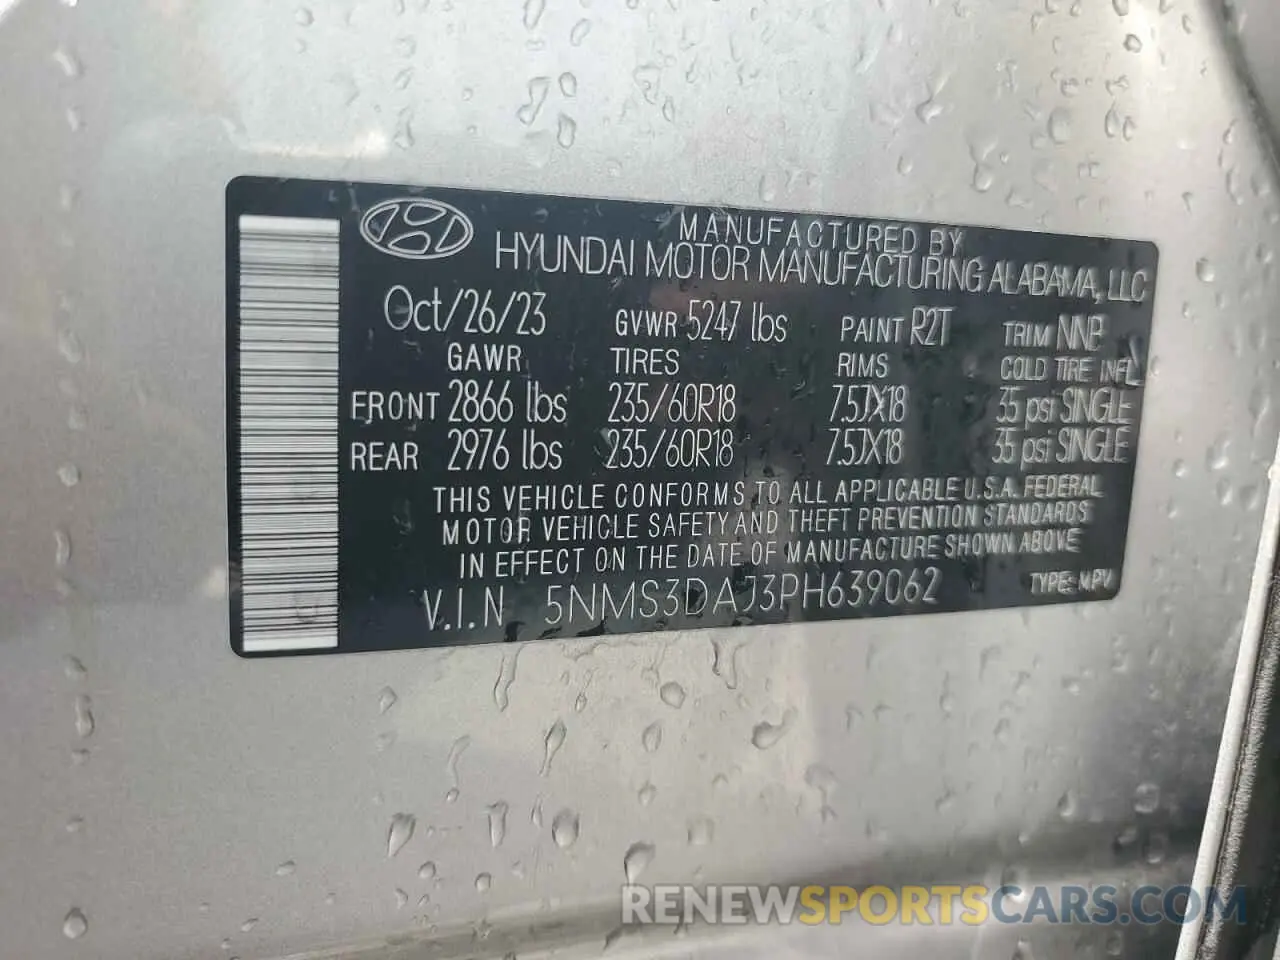 MANUFACTURED BY
HYUNDAI MOTOR MANUFACTURING ALABAMA, LLC
Oct/26/23 GVWR 5247 lbs PAINT R2T TRIM NNB
GAWR TIRES RIMS COLD TIRE INFL
FRONT 2866 lbs 235/60R18 7.5JX18 35 psi SINGLE
REAR 2976 lbs 235/60R18 7.5JX18 35 psi SINGLE
THIS VEHICLE CONFORMS TO ALL APPLICABLE U.S.A. FEDERAL
MOTOR VEHICLE SAFETY AND THEFT PREVENTION STANDARDS
IN EFFECT ON THE DATE OF MANUFACTURE SHOWN ABOVE
V.I.N 5NMS3DAJ3PH639062 TYPE: MPV
RENEWSPORTSCARS.COM